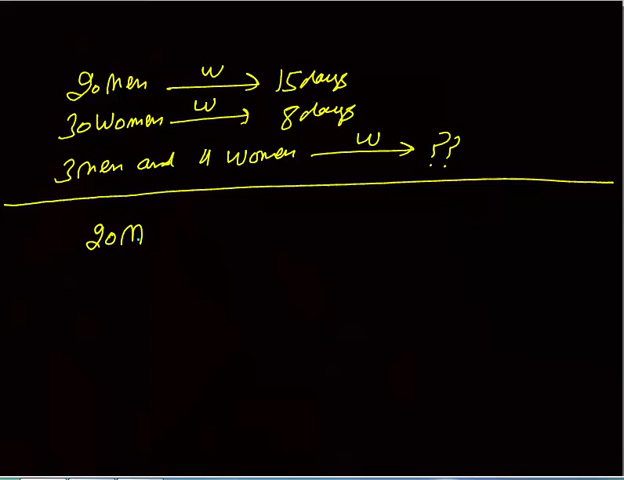 20 Men —W→ 15 days
30 Women —W→ 8 days
3 Men and 4 Women —W→ ??
20 M